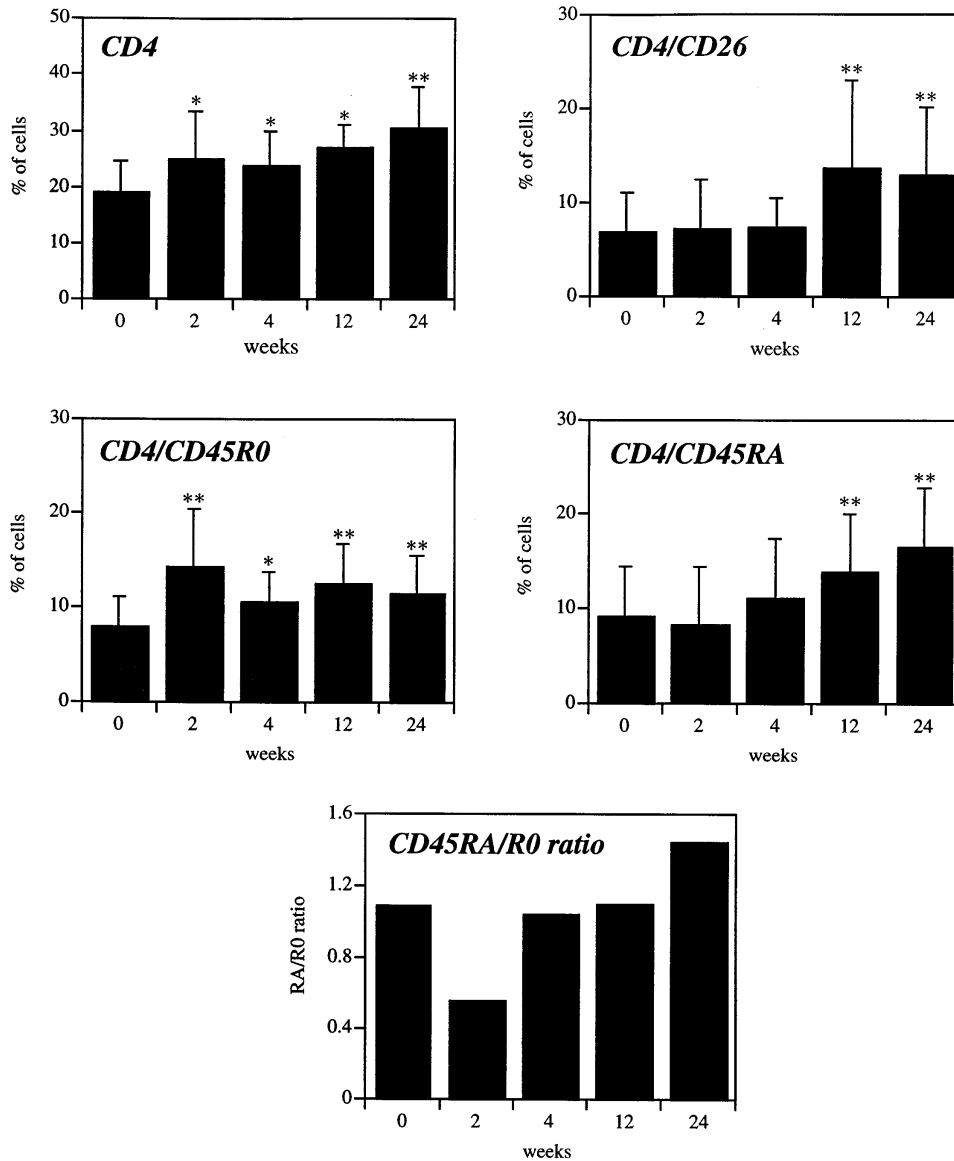 CD4
% of cells
50
40
30
20
10
0
*
*
*
**
0 2 4 12 24
weeks
CD4/CD26
% of cells
30
20
10
0
**
**
0 2 4 12 24
weeks
CD4/CD45R0
% of cells
30
20
10
0
**
*
**
**
0 2 4 12 24
weeks
CD4/CD45RA
% of cells
30
20
10
0
**
**
0 2 4 12 24
weeks
CD45RA/R0 ratio
RA/R0 ratio
1.6
1.2
0.8
0.4
0
0 2 4 12 24
weeks